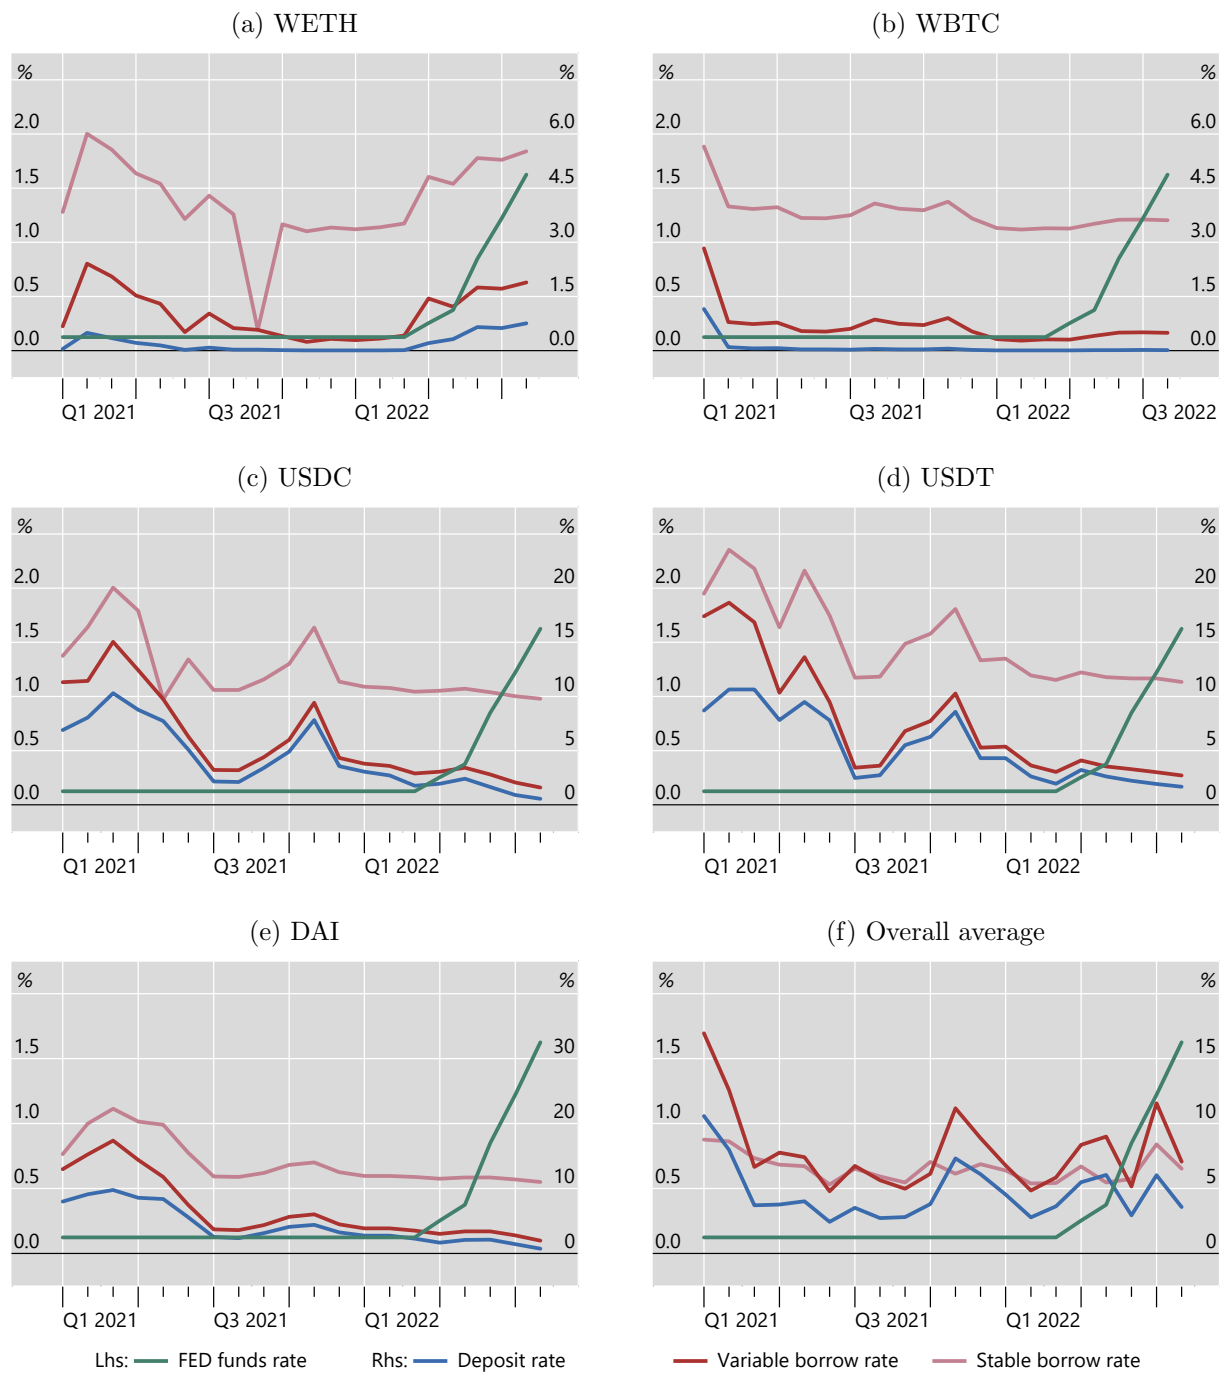 (a) WETH
(b) WBTC
% %
% %
2.0 6.0
2.0 6.0
1.5 4.5
1.5 4.5
1.0 3.0
1.0 3.0
0.5 1.5
0.5 1.5
0.0 0.0
0.0 0.0
Q1 2021 Q3 2021 Q1 2022
Q1 2021 Q3 2021 Q1 2022 Q3 2022
(c) USDC
(d) USDT
% %
% %
2.0 20
2.0 20
1.5 15
1.5 15
1.0 10
1.0 10
0.5 5
0.5 5
0.0 0
0.0 0
Q1 2021 Q3 2021 Q1 2022
Q1 2021 Q3 2021 Q1 2022
(e) DAI
(f) Overall average
% %
% %
1.5 30
1.5 15
1.0 20
1.0 10
0.5 10
0.5 5
0.0 0
0.0 0
Q1 2021 Q3 2021 Q1 2022
Q1 2021 Q3 2021 Q1 2022
Lhs: FED funds rate Rhs: Deposit rate Variable borrow rate Stable borrow rate